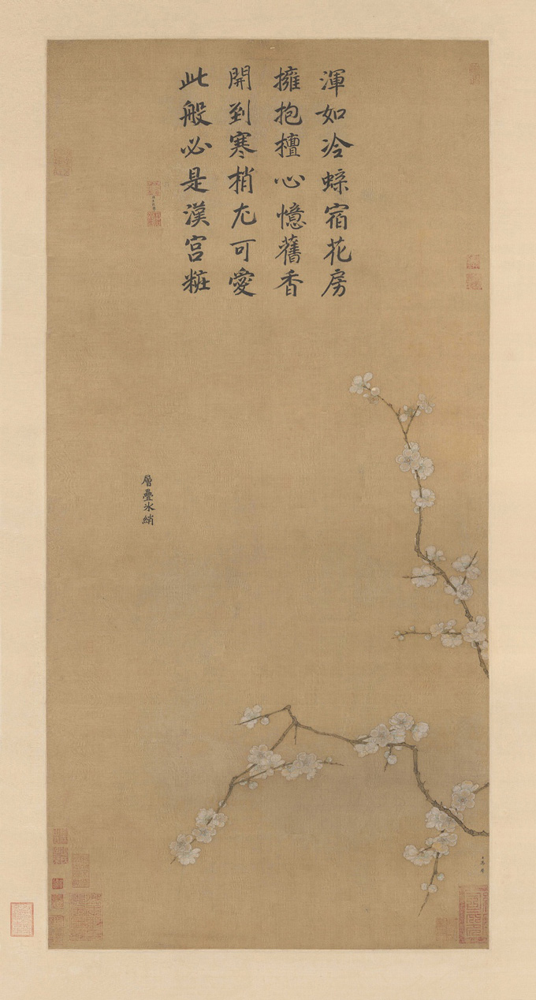 渾如冷蝶宿花房
擁抱檀心憶舊香
開到寒梢尤可愛
此般必是漢宮粧
層疊冰綃